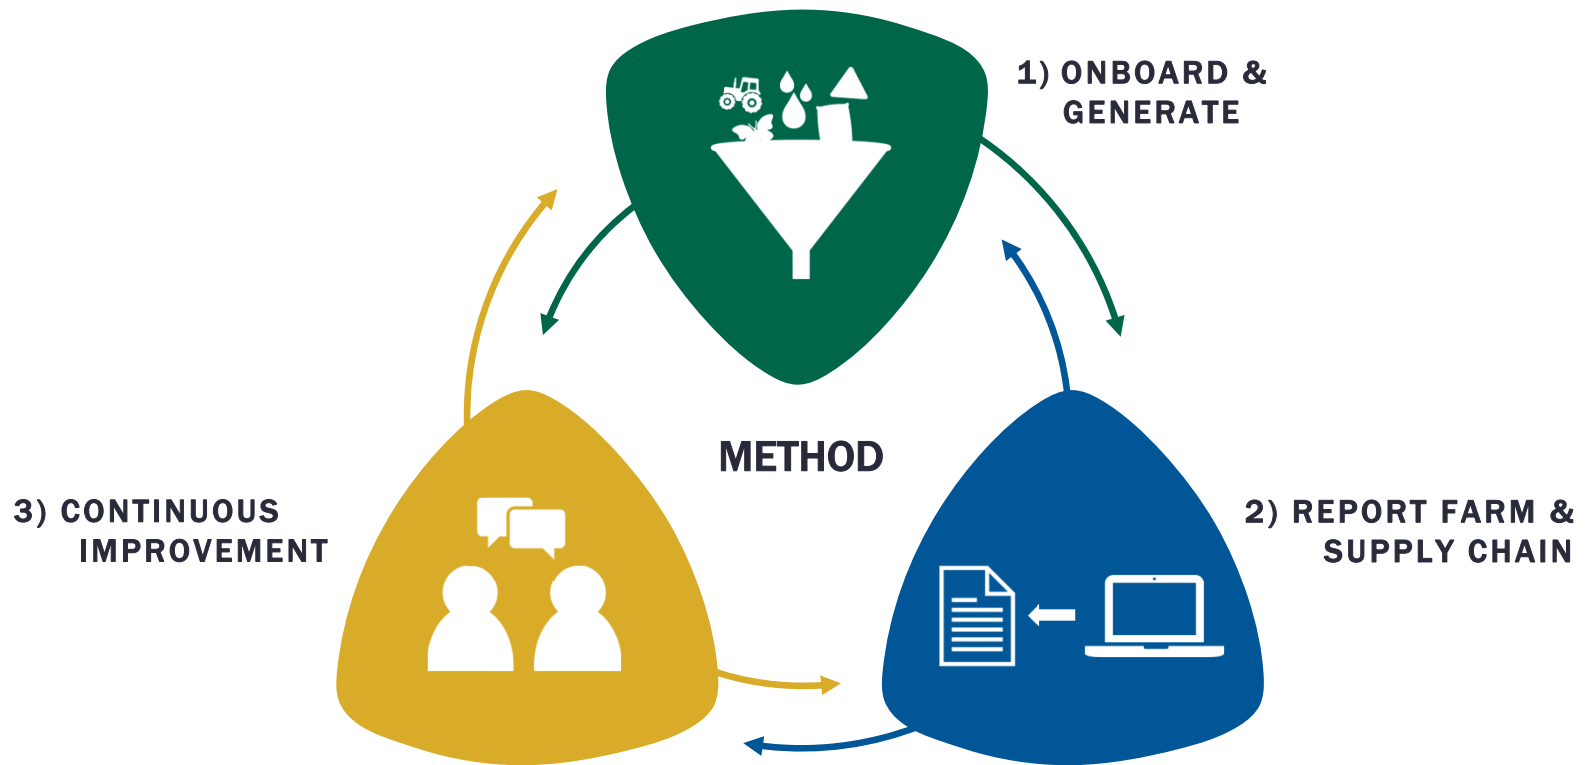 1) ONBOARD &
GENERATE
METHOD
3) CONTINUOUS
IMPROVEMENT
2) REPORT FARM &
SUPPLY CHAIN